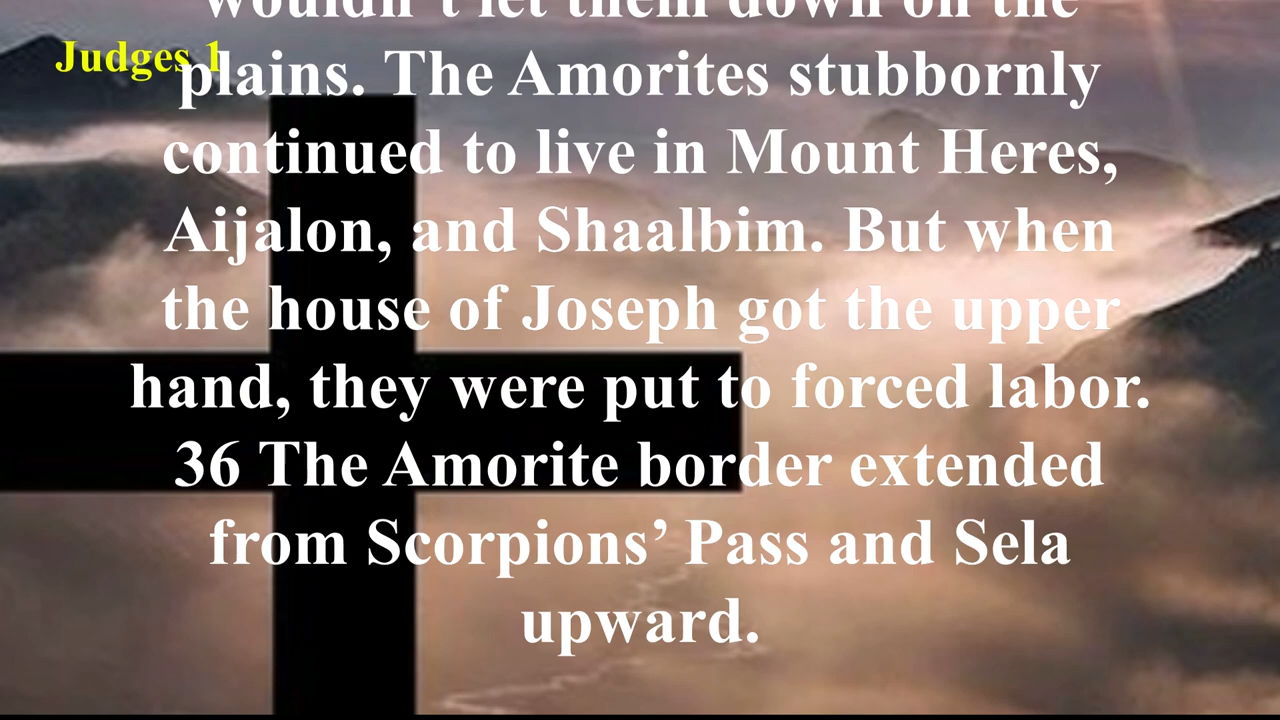 wouldn't let them down on the
Judges 1
plains. The Amorites stubbornly
continued to live in Mount Heres,
Aijalon, and Shaalbim. But when
the house of Joseph got the upper
hand, they were put to forced labor.
36 The Amorite border extended
from Scorpions’ Pass and Sela
upward.